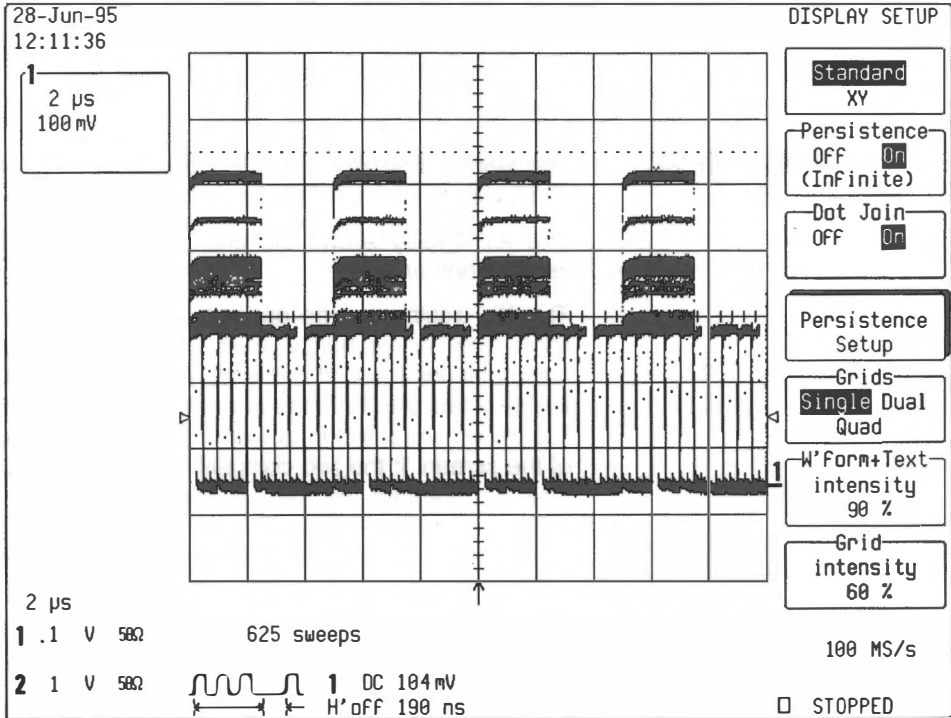 28-Jun-95
12:11:36
1
2 µs
100 mV
DISPLAY SETUP
Standard
XY
Persistence
OFF On
(Infinite)
Dot Join
OFF On
Persistence
Setup
Grids
Single Dual
Quad
W'form+Text
intensity
90 %
Grid
intensity
60 %
1
2 µs
1 .1 V 50Ω
625 sweeps
100 MS/s
2 1 V 50Ω
1 DC 104 mV
H'off 190 ns
STOPPED